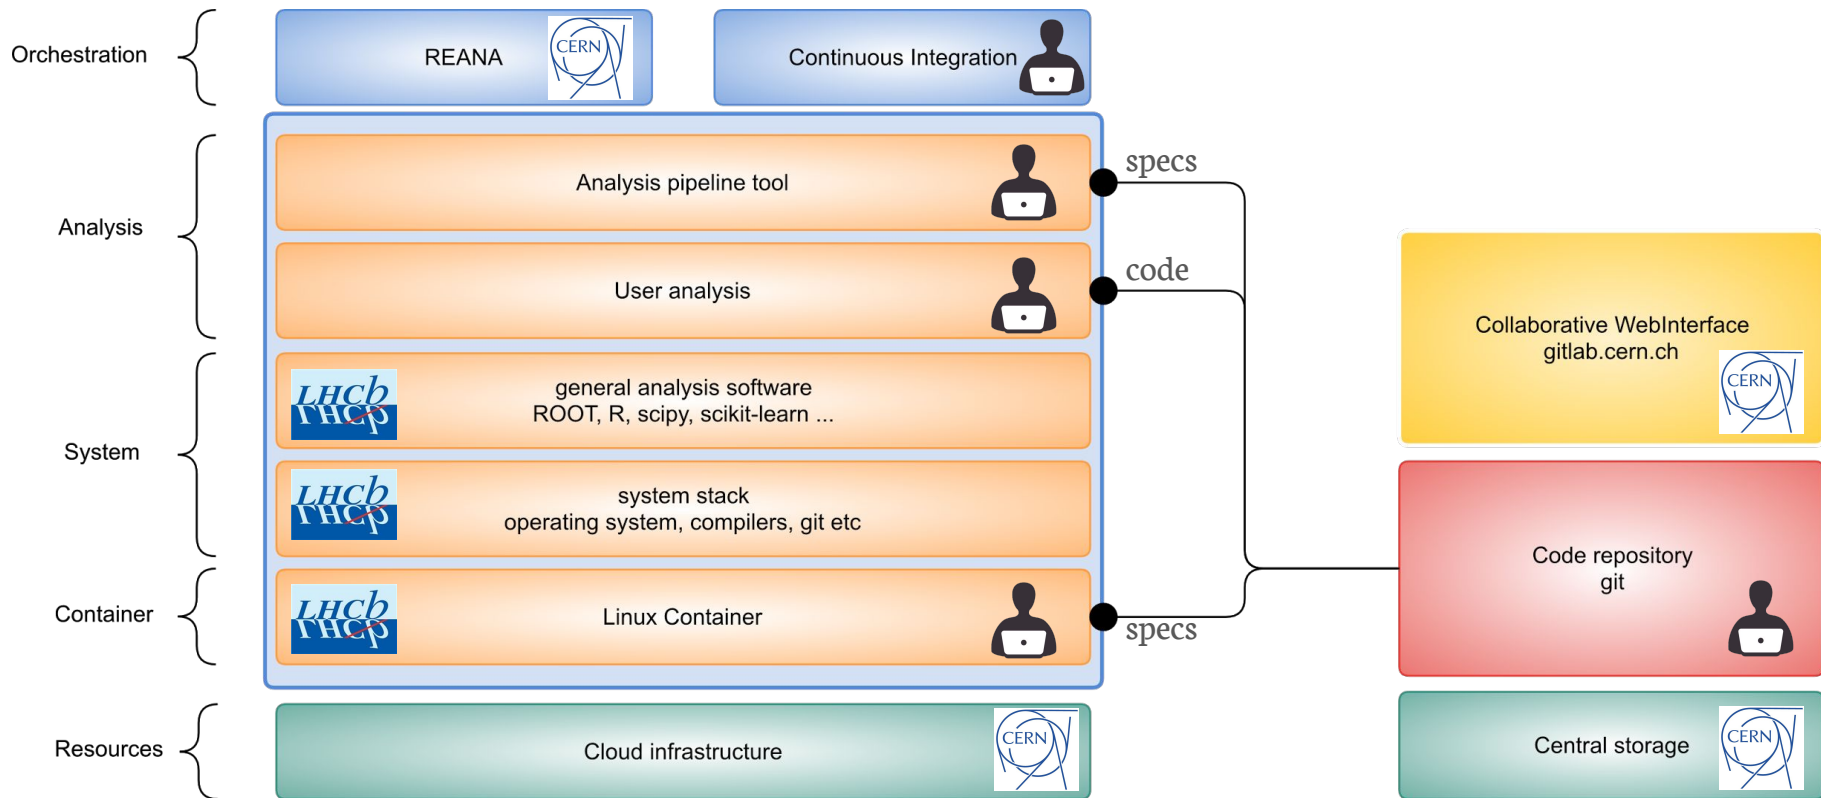 Orchestration
REANA
CERN
Continuous Integration
Analysis
Analysis pipeline tool
specs
User analysis
code
System
LHCb
general analysis software
ROOT, R, scipy, scikit-learn ...
LHCb
system stack
operating system, compilers, git etc
Container
LHCb
Linux Container
specs
Resources
Cloud infrastructure
CERN
Collaborative WebInterface
gitlab.cern.ch
CERN
Code repository
git
Central storage
CERN